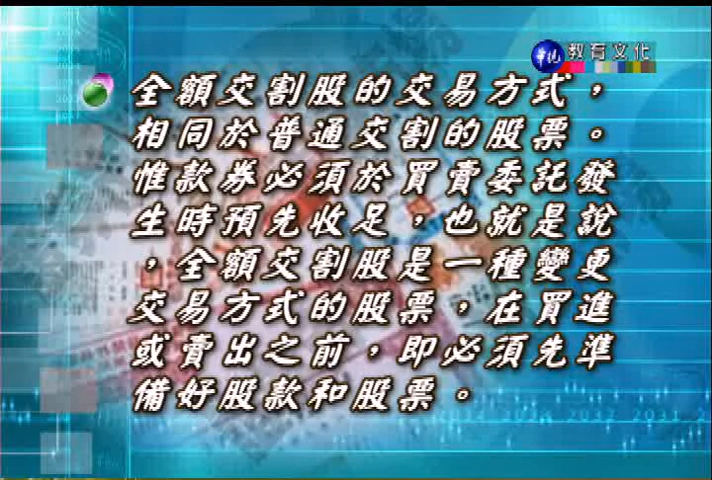 華視 教育文化
全額交割股的交易方式，
相同於普通交割的股票。
惟款券必須於買賣委託發
生時預先收足，也就是說
，全額交割股是一種變更
交易方式的股票，在買進
或賣出之前，即必須先準
備好股款和股票。